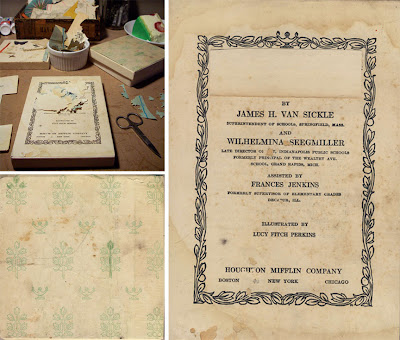 BY
JAMES H. VAN SICKLE
SUPERINTENDENT OF SCHOOLS, SPRINGFIELD, MASS.
AND
WILHELMINA SEEGMILLER
LATE DIRECTOR OF INDIANAPOLIS PUBLIC SCHOOLS
FORMERLY PRINCIPAL OF THE WEALTHY AVE.
SCHOOL, GRAND RAPIDS, MICH.
ASSISTED BY
FRANCES JENKINS
FORMERLY SUPERVISOR OF ELEMENTARY GRADES
DECATUR, ILL.
ILLUSTRATED BY
LUCY FITCH PERKINS
HOUGHTON MIFFLIN COMPANY
BOSTON NEW YORK CHICAGO